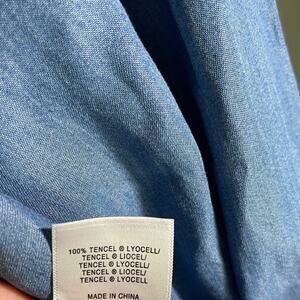 100% TENCEL ® LYOCELL/
TENCEL ® LIOCEL/
TENCEL ® LYOCELL/
TENCEL ® LIOCEL/
TENCEL ® LYOCELL
MADE IN CHINA